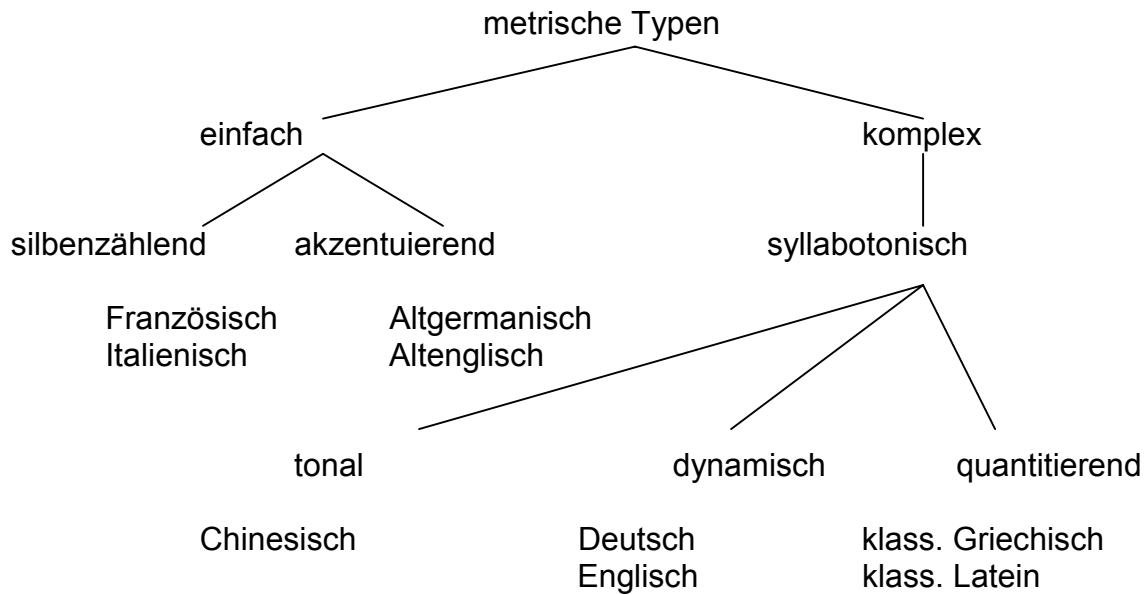 metrische Typen
einfach komplex
silbenzählend akzentuierend syllabotonisch
Französisch Altgermanisch
Italienisch Altenglisch
tonal dynamisch quantitierend
Chinesisch Deutsch klass. Griechisch
Englisch klass. Latein